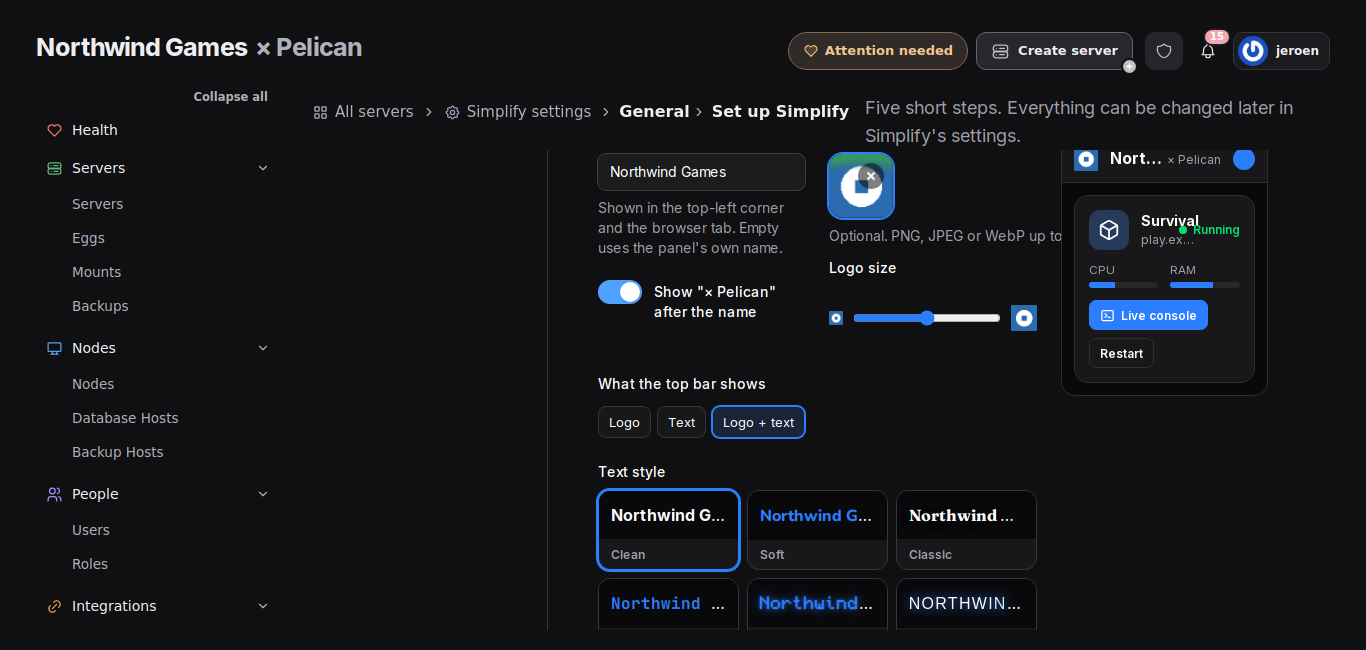 Northwind Games × Pelican
Attention needed
Create server
15
jeroen
Collapse all
Health
Servers
Servers
Eggs
Mounts
Backups
Nodes
Nodes
Database Hosts
Backup Hosts
People
Users
Roles
Integrations
All servers > Simplify settings > General > Set up Simplify
Five short steps. Everything can be changed later in
Simplify's settings.
Northwind Games
Shown in the top-left corner
and the browser tab. Empty
uses the panel's own name.
Show "× Pelican"
after the name
Optional. PNG, JPEG or WebP up to
Logo size
What the top bar shows
Logo
Text
Logo + text
Text style
Northwind G...
Clean
Northwind G...
Soft
Northwind ...
Classic
Northwind ...
Northwind...
NORTHWIN...
Nort... × Pelican
Survival
play.ex...
Running
CPU
RAM
Live console
Restart